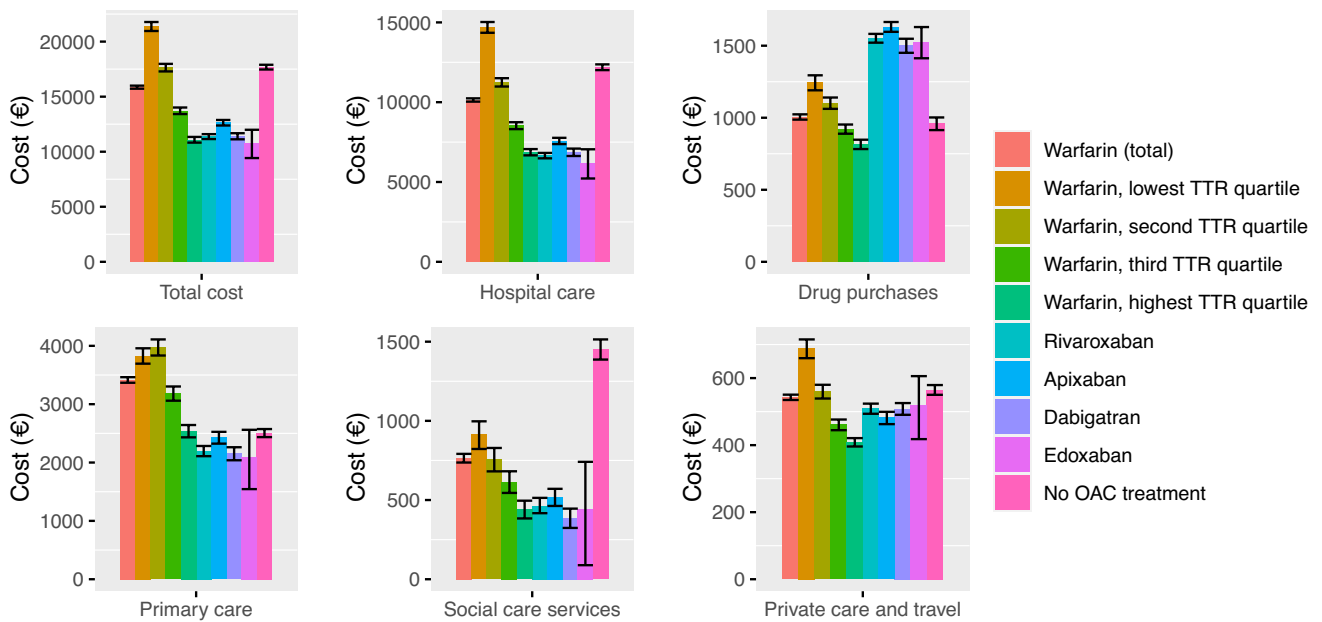 Cost (€)
20000
15000
10000
5000
0
Total cost
Cost (€)
15000
10000
5000
0
Hospital care
Cost (€)
1500
1000
500
0
Drug purchases
Cost (€)
4000
3000
2000
1000
0
Primary care
Cost (€)
1500
1000
500
0
Social care services
Cost (€)
600
400
200
0
Private care and travel
Warfarin (total)
Warfarin, lowest TTR quartile
Warfarin, second TTR quartile
Warfarin, third TTR quartile
Warfarin, highest TTR quartile
Rivaroxaban
Apixaban
Dabigatran
Edoxaban
No OAC treatment